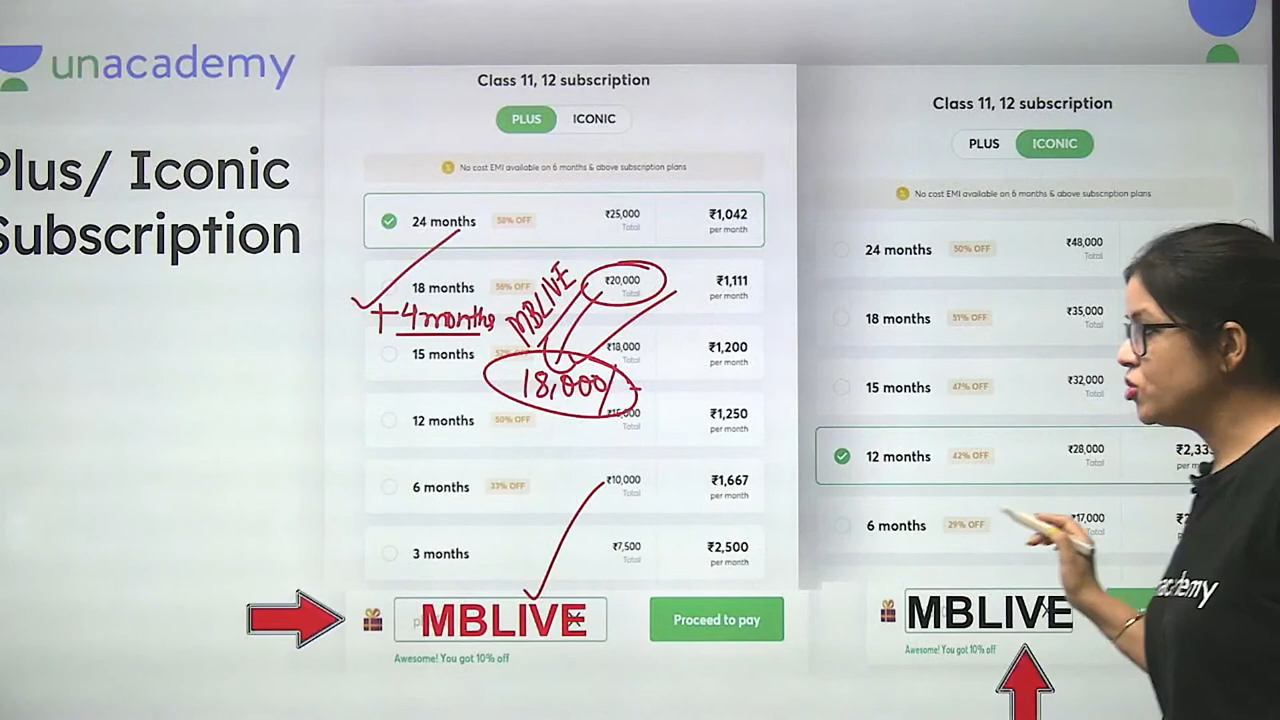 unacademy
Plus/ Iconic
Subscription
Class 11, 12 subscription
PLUS
ICONIC
No cost EMI available on 6 months & above subscription plans
24 months 58% OFF ₹25,000 Total ₹1,042 per month
18 months 56% OFF ₹20,000 Total ₹1,111 per month
+ 4 months
MBLIVE
15 months ₹18,000 ₹1,200 per month
18,000/-
12 months 50% OFF ₹15,000 Total ₹1,250 per month
6 months 33% OFF ₹10,000 Total ₹1,667 per month
3 months ₹7,500 Total ₹2,500 per month
MBLIVE
Proceed to pay
Awesome! You got 10% off
Class 11, 12 subscription
PLUS
ICONIC
No cost EMI available on 6 months & above subscription plans
24 months 50% OFF ₹48,000 Total
18 months 51% OFF ₹35,000 Total
15 months 47% OFF ₹32,000 Total
12 months 42% OFF ₹28,000 Total
6 months 29% OFF ₹17,000 Total
MBLIVE
Awesome! You got 10% off